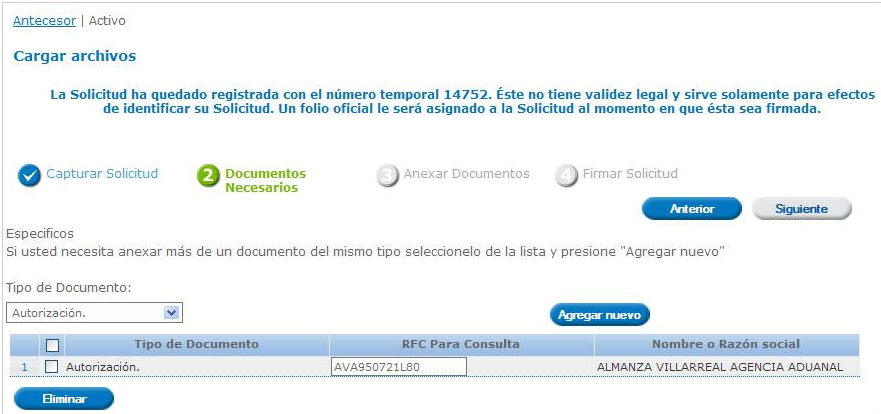 Antecesor | Activo
Cargar archivos
La Solicitud ha quedado registrada con el número temporal 14752. Éste no tiene validez legal y sirve solamente para efectos
de identificar su Solicitud. Un folio oficial le será asignado a la Solicitud al momento en que ésta sea firmada.
Capturar Solicitud 2 Documentos Necesarios 3 Anexar Documentos 4 Firmar Solicitud
Anterior Siguiente
Especificos
Si usted necesita anexar más de un documento del mismo tipo seleccionelo de la lista y presione "Agregar nuevo"
Tipo de Documento:
Autorización. Agregar nuevo
Tipo de Documento RFC Para Consulta Nombre o Razón social
1 Autorización. AVA950721L80 ALMANZA VILLARREAL AGENCIA ADUANAL
Eliminar